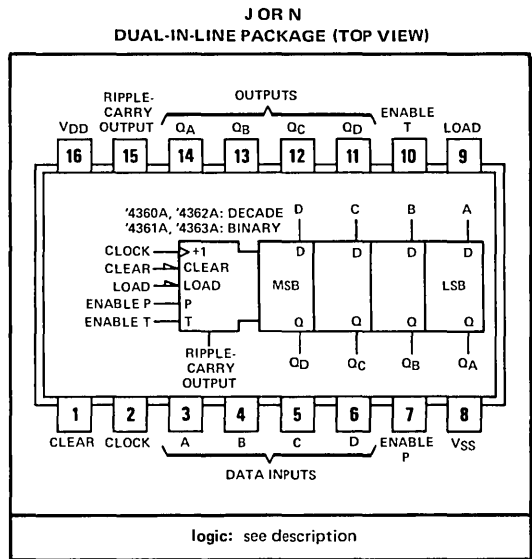 J OR N
DUAL-IN-LINE PACKAGE (TOP VIEW)
RIPPLE-
CARRY
OUTPUT
OUTPUTS
ENABLE
T
VDD QA QB QC QD LOAD
16 15 14 13 12 11 10 9
'4360A, '4362A: DECADE
'4361A, '4363A: BINARY
D C B A
CLOCK +1 D D D D
CLEAR CLEAR
LOAD LOAD
MSB LSB
ENABLE P P
ENABLE T T
Q Q Q Q
RIPPLE-
CARRY
OUTPUT
QD QC QB QA
1 2 3 4 5 6 7 8
CLEAR CLOCK A B C D ENABLE
P
VSS
DATA INPUTS
logic: see description